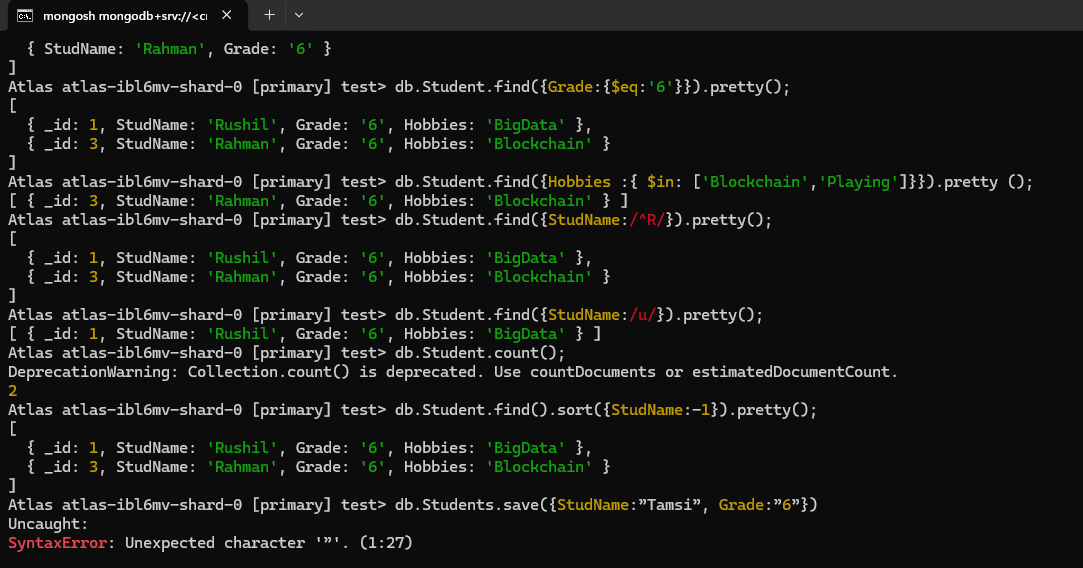 mongosh mongodb+srv://<cr
{ StudName: 'Rahman', Grade: '6' }
]
Atlas atlas-ibl6mv-shard-0 [primary] test> db.Student.find({Grade:{$eq:'6'}}).pretty();
[
  { _id: 1, StudName: 'Rushil', Grade: '6', Hobbies: 'BigData' },
  { _id: 3, StudName: 'Rahman', Grade: '6', Hobbies: 'Blockchain' }
]
Atlas atlas-ibl6mv-shard-0 [primary] test> db.Student.find({Hobbies :{ $in: ['Blockchain','Playing']}}).pretty ();
[ { _id: 3, StudName: 'Rahman', Grade: '6', Hobbies: 'Blockchain' } ]
Atlas atlas-ibl6mv-shard-0 [primary] test> db.Student.find({StudName:/^R/}).pretty();
[
  { _id: 1, StudName: 'Rushil', Grade: '6', Hobbies: 'BigData' },
  { _id: 3, StudName: 'Rahman', Grade: '6', Hobbies: 'Blockchain' }
]
Atlas atlas-ibl6mv-shard-0 [primary] test> db.Student.find({StudName:/u/}).pretty();
[ { _id: 1, StudName: 'Rushil', Grade: '6', Hobbies: 'BigData' } ]
Atlas atlas-ibl6mv-shard-0 [primary] test> db.Student.count();
DeprecationWarning: Collection.count() is deprecated. Use countDocuments or estimatedDocumentCount.
2
Atlas atlas-ibl6mv-shard-0 [primary] test> db.Student.find().sort({StudName:-1}).pretty();
[
  { _id: 1, StudName: 'Rushil', Grade: '6', Hobbies: 'BigData' },
  { _id: 3, StudName: 'Rahman', Grade: '6', Hobbies: 'Blockchain' }
]
Atlas atlas-ibl6mv-shard-0 [primary] test> db.Students.save({StudName:”Tamsi”, Grade:”6”})
Uncaught:
SyntaxError: Unexpected character '”'. (1:27)